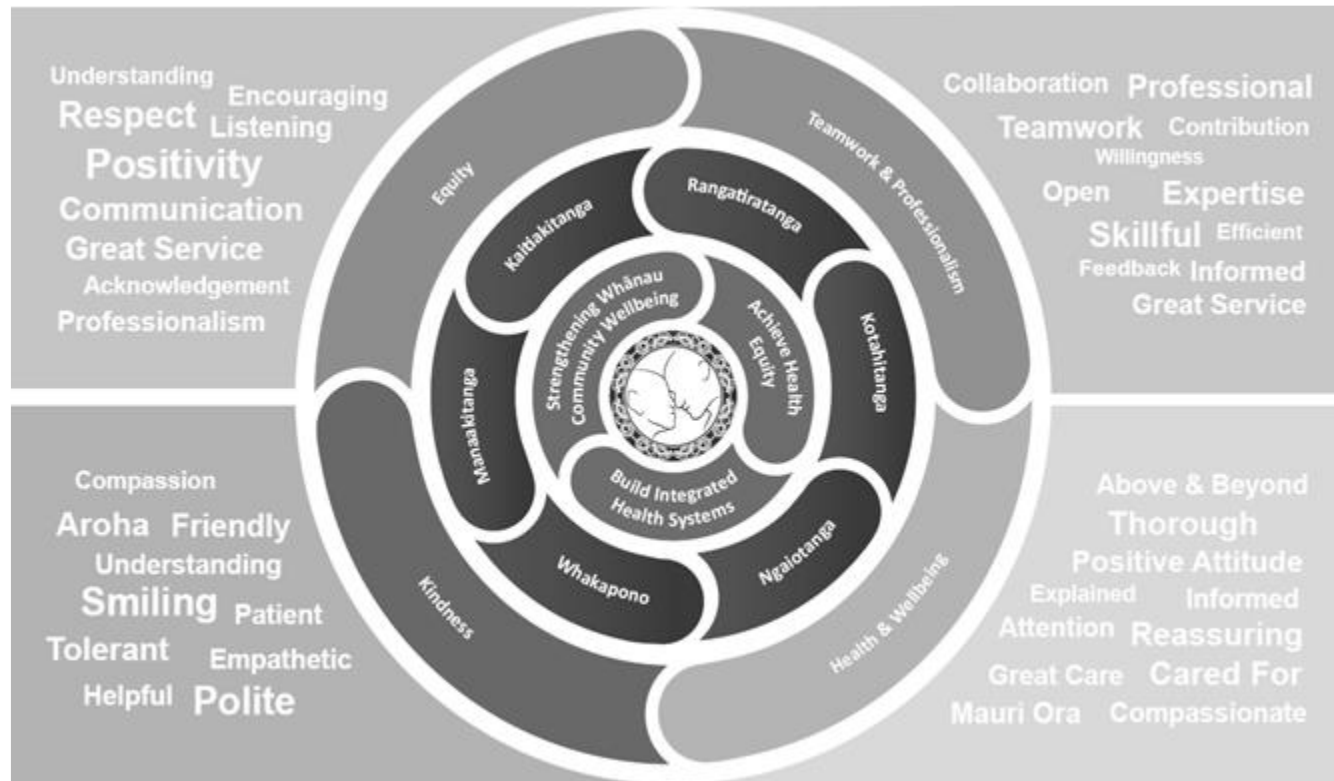 Understanding
Encouraging
Respect
Listening
Positivity
Communication
Great Service
Acknowledgement
Professionalism
Collaboration
Professional
Teamwork
Contribution
Willingness
Open
Expertise
Skillful
Efficient
Feedback
Informed
Great Service
Equity
Teamwork & Professionalism
Kaitiakitanga
Rangatiratanga
Manaakitanga
Kotahitanga
Whakapono
Ngaiotanga
Strengthening Whānau
Community Wellbeing
Achieve Health
Equity
Build Integrated
Health Systems
Kindness
Health & Wellbeing
Compassion
Aroha
Friendly
Understanding
Smiling
Patient
Tolerant
Empathetic
Helpful
Polite
Above & Beyond
Thorough
Positive Attitude
Explained
Informed
Attention
Reassuring
Great Care
Cared For
Mauri Ora
Compassionate